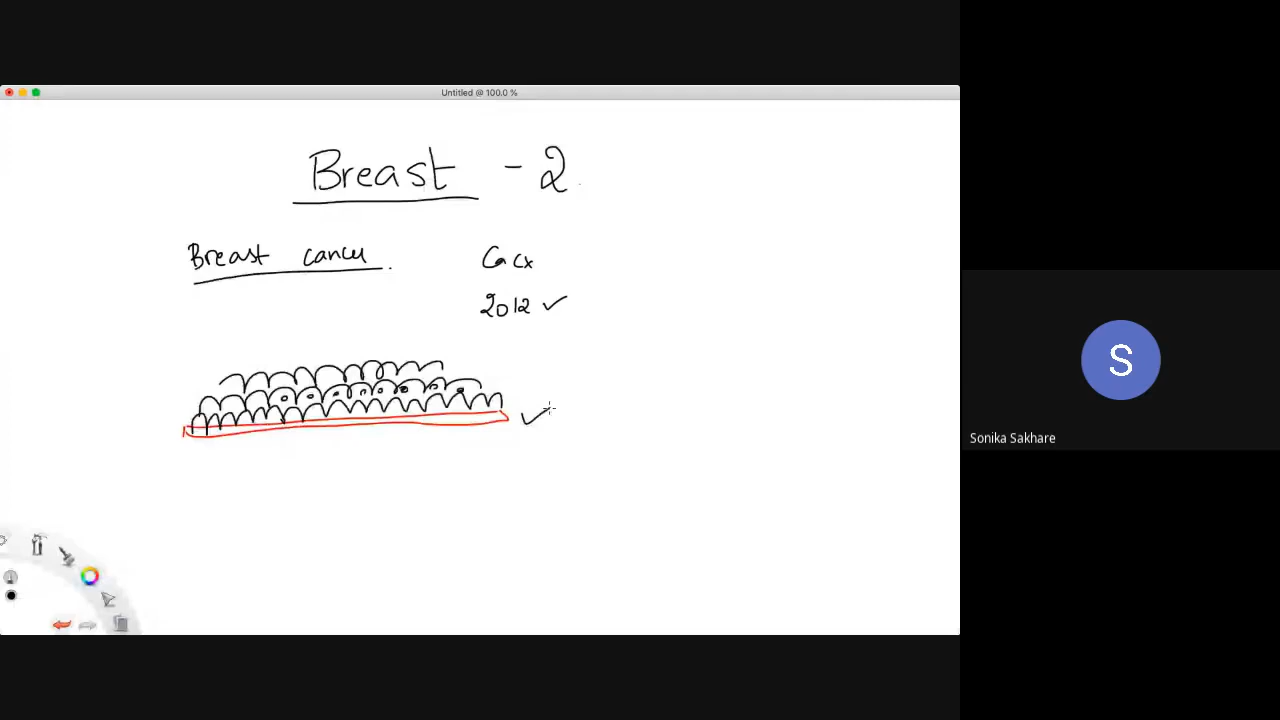 Untitled @ 100.0 %
Breast - 2
Breast cancer
Ca cx
2012 ✓
✓
S
Sonika Sakhare